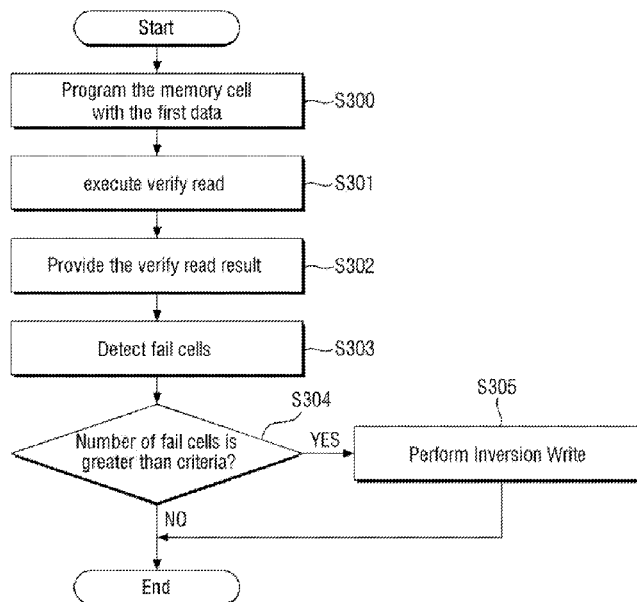 Start
Program the memory cell
with the first data
S300
execute verify read
S301
Provide the verify read result
S302
Detect fail cells
S303
S304
S305
Number of fail cells is
greater than criteria?
YES
Perform Inversion Write
NO
End